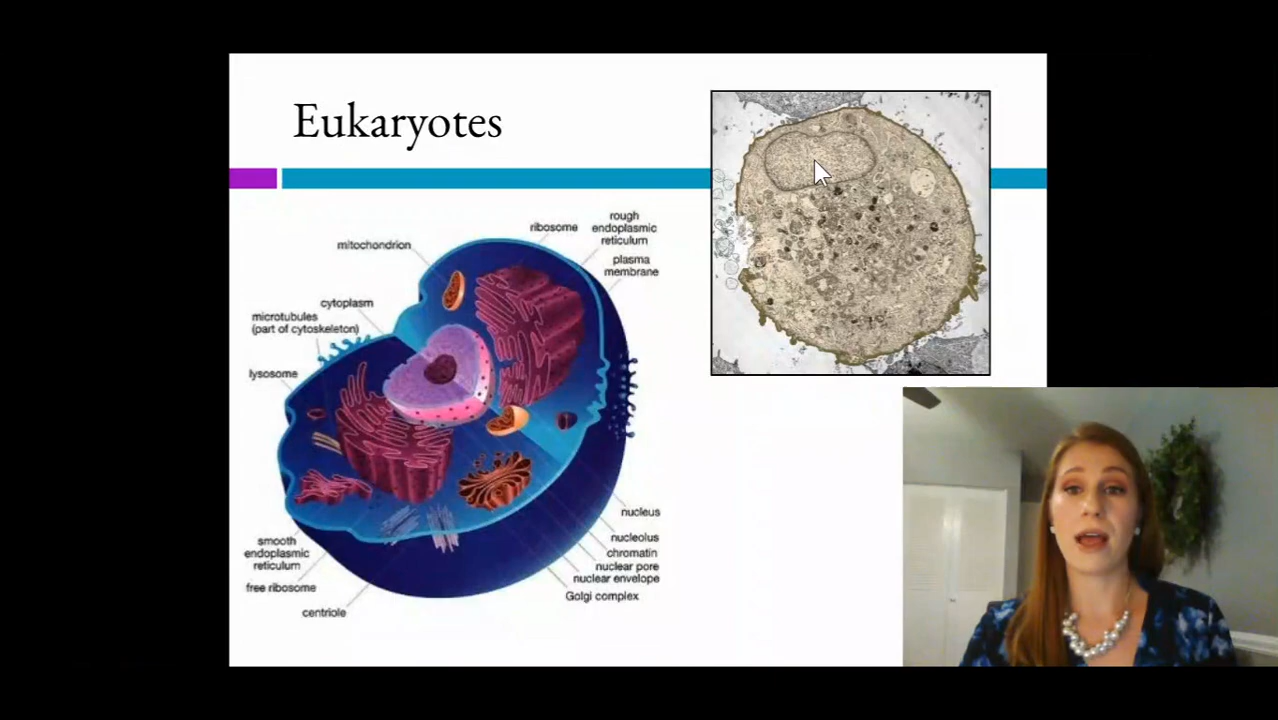 Eukaryotes
ribosome
rough
endoplasmic
reticulum
mitochondrion
plasma
membrane
cytoplasm
microtubules
(part of cytoskeleton)
lysosome
nucleus
nucleolus
chromatin
nuclear pore
nuclear envelope
Golgi complex
smooth
endoplasmic
reticulum
free ribosome
centriole